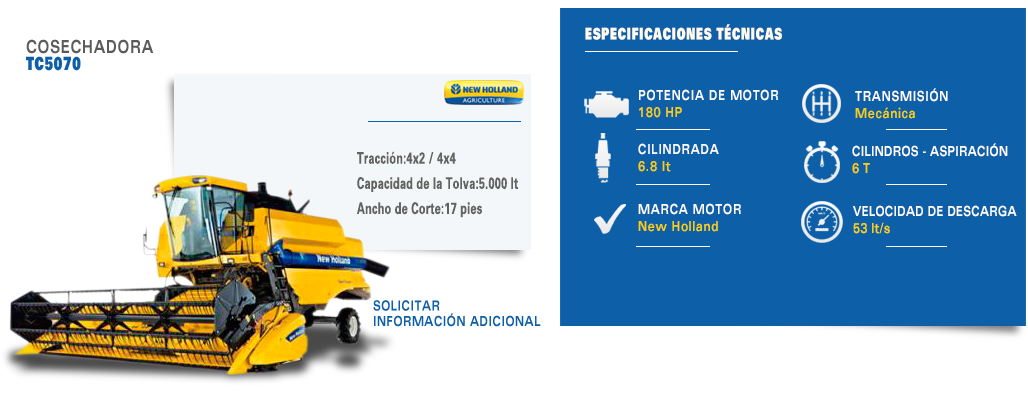 COSECHADORA
TC5070
NEW HOLLAND
AGRICULTURE
Tracción:4x2 / 4x4
Capacidad de la Tolva:5.000 lt
Ancho de Corte:17 pies
New Holland
SOLICITAR
INFORMACIÓN ADICIONAL
ESPECIFICACIONES TÉCNICAS
POTENCIA DE MOTOR
180 HP
TRANSMISIÓN
Mecánica
CILINDRADA
6.8 lt
CILINDROS - ASPIRACIÓN
6 T
MARCA MOTOR
New Holland
VELOCIDAD DE DESCARGA
53 lt/s